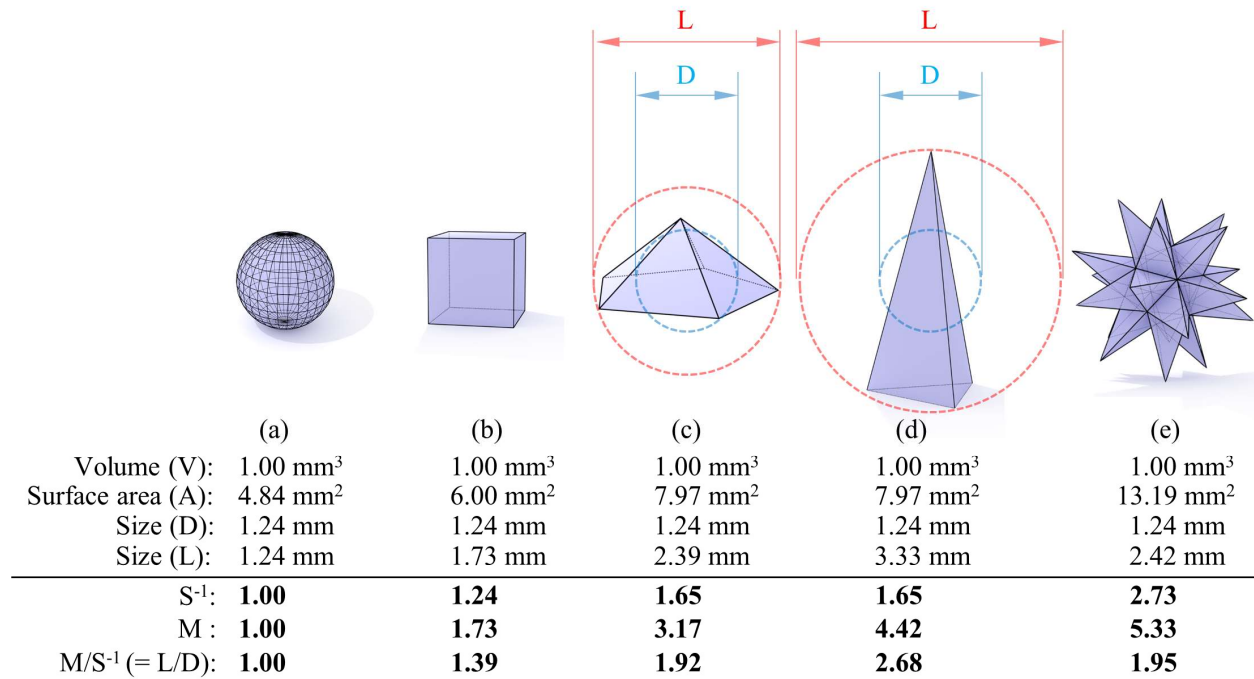 L L
D D
(a) (b) (c) (d) (e)
Volume (V): 1.00 mm³ 1.00 mm³ 1.00 mm³ 1.00 mm³ 1.00 mm³
Surface area (A): 4.84 mm² 6.00 mm² 7.97 mm² 7.97 mm² 13.19 mm²
Size (D): 1.24 mm 1.24 mm 1.24 mm 1.24 mm 1.24 mm
Size (L): 1.24 mm 1.73 mm 2.39 mm 3.33 mm 2.42 mm
S⁻¹: 1.00 1.24 1.65 1.65 2.73
M : 1.00 1.73 3.17 4.42 5.33
M/S⁻¹ (= L/D): 1.00 1.39 1.92 2.68 1.95